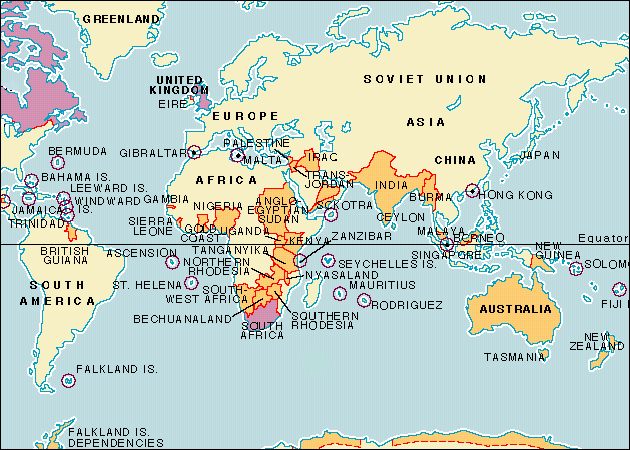 GREENLAND
UNITED
KINGDOM
EIRE
SOVIET UNION
EUROPE
ASIA
BERMUDA
GIBRALTAR
PALESTINE
MALTA
IRAQ
CHINA
JAPAN
BAHAMA IS.
LEEWARD IS.
WINDWARD
IS.
JAMAICA
TRINIDAD
GAMBIA
AFRICA
TRANS-
JORDAN
INDIA
BURMA
HONG KONG
NIGERIA
ANGLO-
EGYPTIAN
SUDAN
SCKOTRA
CEYLON
SIERRA
LEONE
GOLD
COAST
UGANDA
KENYA
ZANZIBAR
MALAYA
BORNEO
SINGAPORE
Equator
BRITISH
GUIANA
ASCENSION
TANGANYIKA
NORTHERN
RHODESIA
NYASALAND
SEYCHELLES IS.
NEW
GUINEA
SOLOMO
SOUTH
AMERICA
ST. HELENA
SOUTH
WEST AFRICA
MAURITIUS
RODRIGUEZ
FIJI I
AUSTRALIA
BECHUANALAND
SOUTH
AFRICA
SOUTHERN
RHODESIA
NEW
ZEALAND
TASMANIA
FALKLAND IS.
FALKLAND IS.
DEPENDENCIES